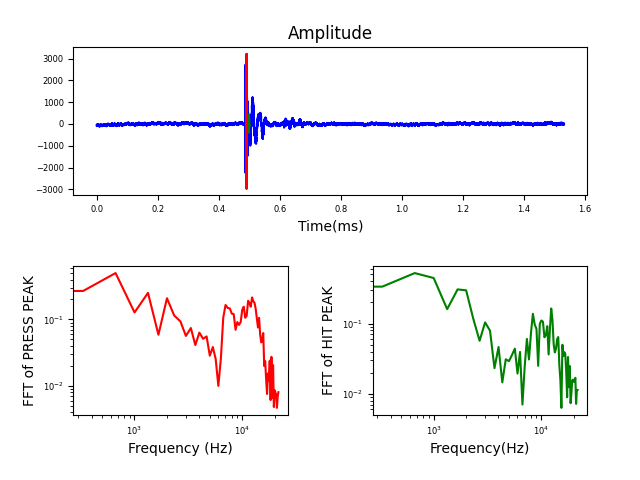 Amplitude
3000
2000
1000
0
−1000
−2000
−3000
0.0 0.2 0.4 0.6 0.8 1.0 1.2 1.4 1.6
Time(ms)
FFT of PRESS PEAK
10⁻¹
10⁻²
10³ 10⁴
Frequency (Hz)
FFT of HIT PEAK
10⁻¹
10⁻²
10³ 10⁴
Frequency(Hz)